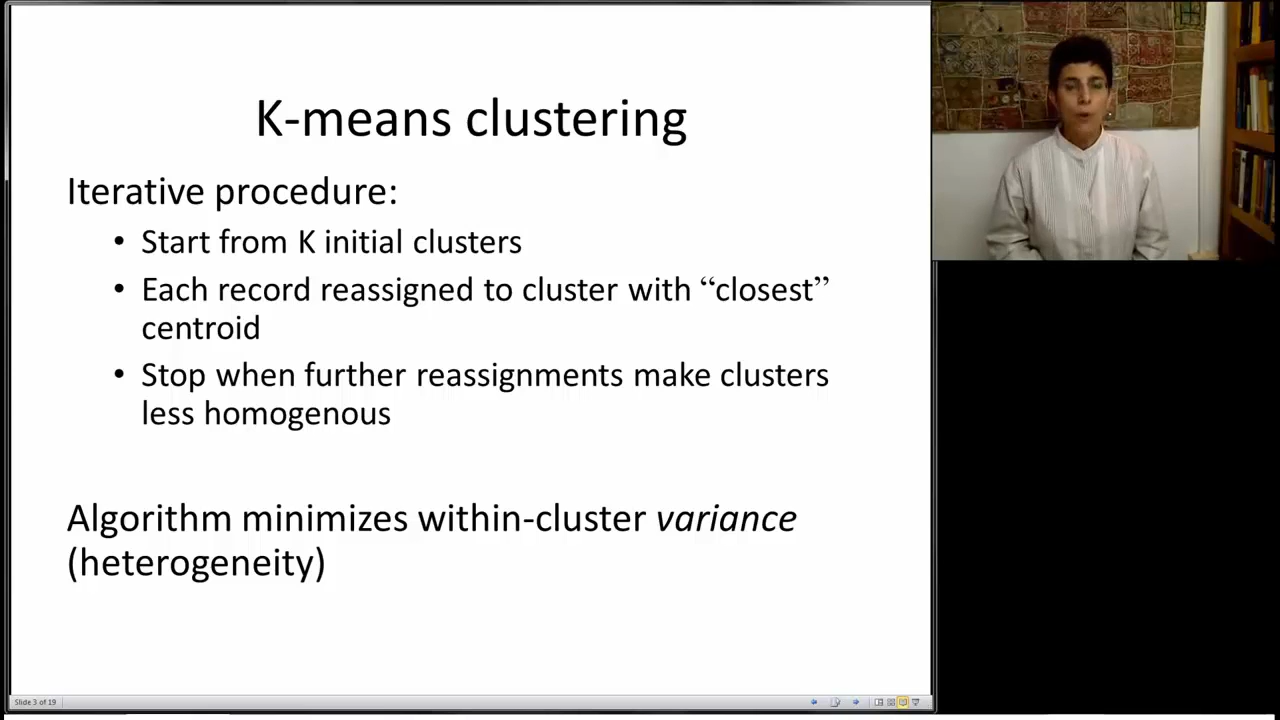 K-means clustering
Iterative procedure:
• Start from K initial clusters
• Each record reassigned to cluster with “closest”
centroid
• Stop when further reassignments make clusters
less homogenous
Algorithm minimizes within-cluster variance
(heterogeneity)
Slide 3 of 19